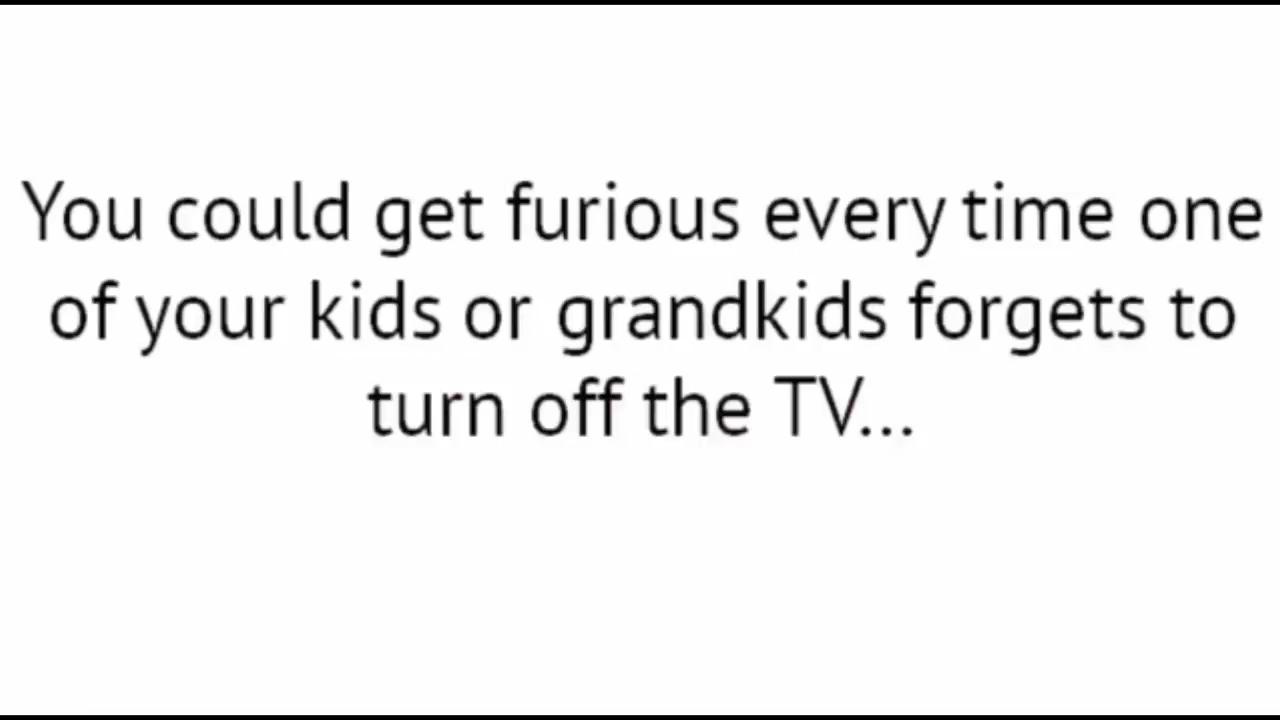 You could get furious every time one
of your kids or grandkids forgets to
turn off the TV...